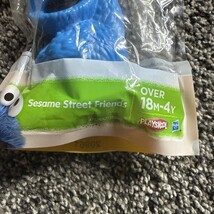 Sesame Street Friends
OVER
18M-4Y
PLAYSKOOL
Hasbro